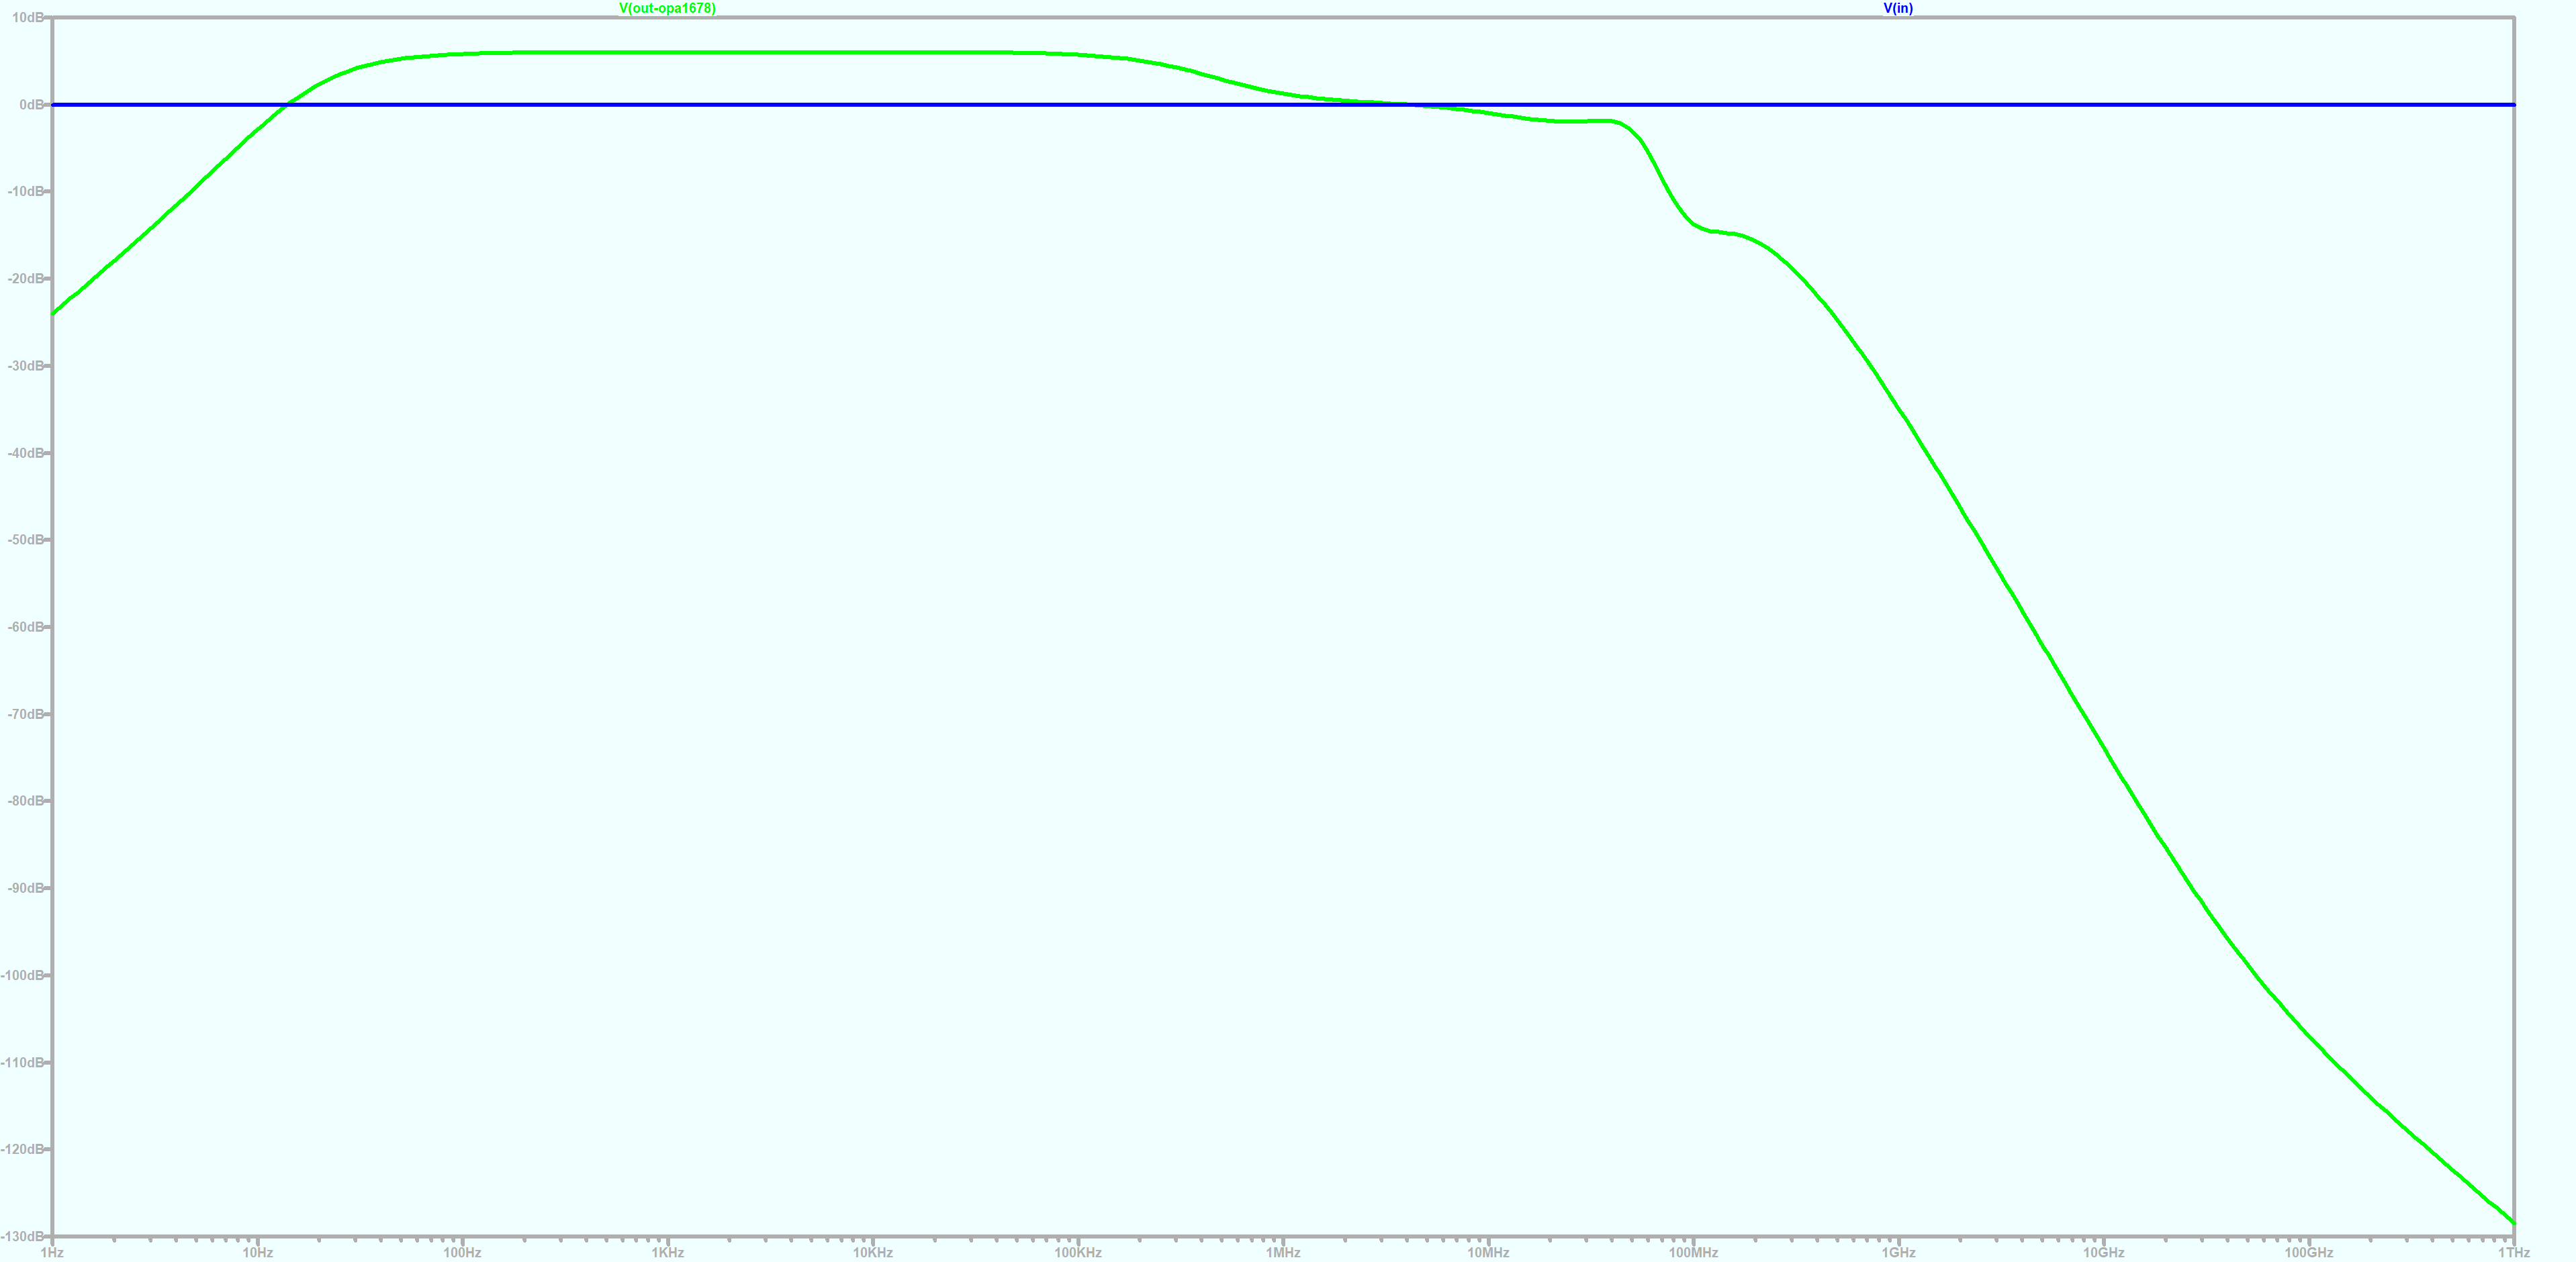 V(out-opa1678) V(in)
10dB
0dB
-10dB
-20dB
-30dB
-40dB
-50dB
-60dB
-70dB
-80dB
-90dB
-100dB
-110dB
-120dB
-130dB
1Hz 10Hz 100Hz 1KHz 10KHz 100KHz 1MHz 10MHz 100MHz 1GHz 10GHz 100GHz 1THz